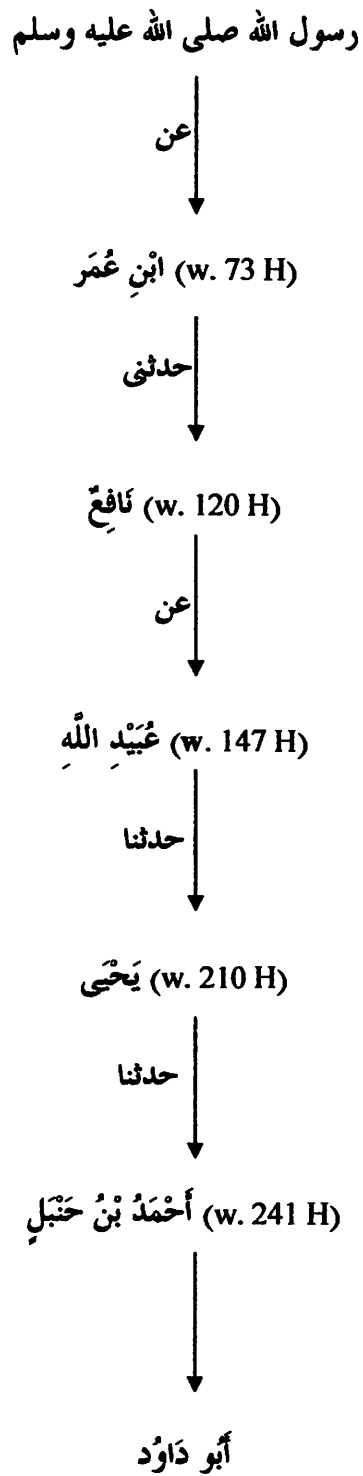 رسول الله صلى الله عليه وسلم
عن
ابْنِ عُمَر (w. 73 H)
حدثنى
نَافِعٌ (w. 120 H)
عن
عُبَيْدِ اللَّهِ (w. 147 H)
حدثنا
يَحْيَى (w. 210 H)
حدثنا
أَحْمَدُ بْنُ حَنْبَلٍ (w. 241 H)
أَبُو دَاوُد